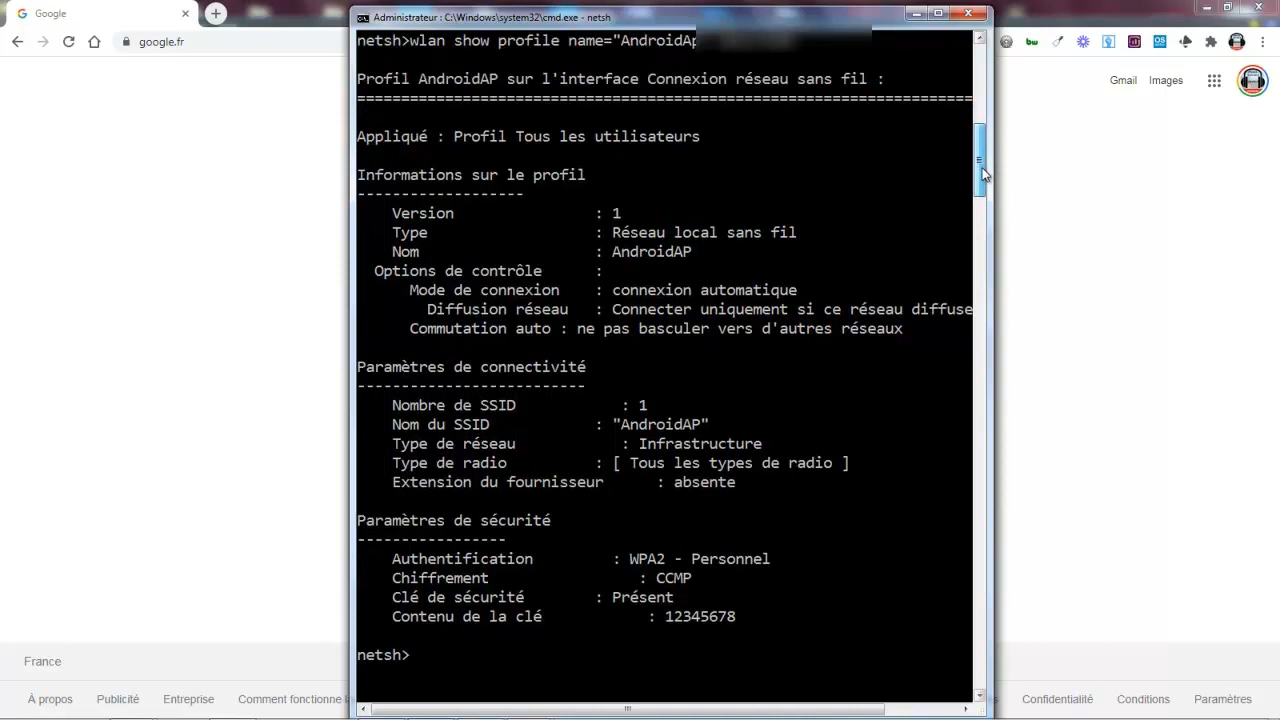 Google
Administrateur : C:\Windows\system32\cmd.exe - netsh
google.fr
Gmail
Images
netsh>wlan show profile name="AndroidAp
Profil AndroidAP sur l'interface Connexion réseau sans fil :
=======================================================================
Appliqué : Profil Tous les utilisateurs
Informations sur le profil
-------------------
Version : 1
Type : Réseau local sans fil
Nom : AndroidAP
Options de contrôle :
Mode de connexion : connexion automatique
Diffusion réseau : Connecter uniquement si ce réseau diffuse
Commutation auto : ne pas basculer vers d'autres réseaux
Paramètres de connectivité
--------------------------
Nombre de SSID : 1
Nom du SSID : "AndroidAP"
Type de réseau : Infrastructure
Type de radio : [ Tous les types de radio ]
Extension du fournisseur : absente
Paramètres de sécurité
-----------------
Authentification : WPA2 - Personnel
Chiffrement : CCMP
Clé de sécurité : Présent
Contenu de la clé : 12345678
netsh>
France
À propos
Publicité
Entreprise
Comment fonctionne
Confidentialité
Conditions
Paramètres